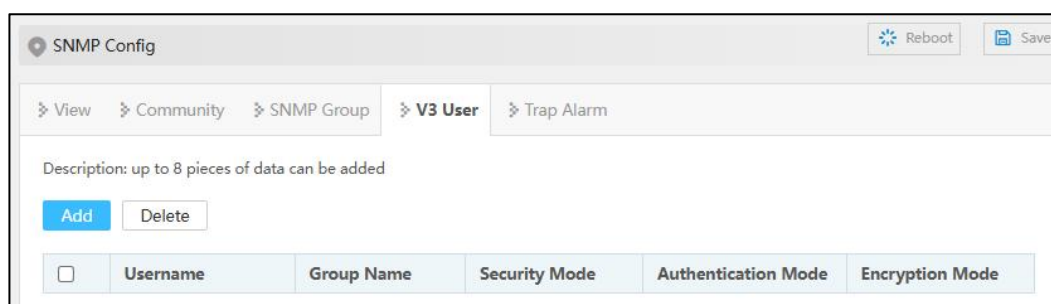 SNMP Config Reboot Save
View Community SNMP Group V3 User Trap Alarm
Description: up to 8 pieces of data can be added
Add Delete
Username Group Name Security Mode Authentication Mode Encryption Mode